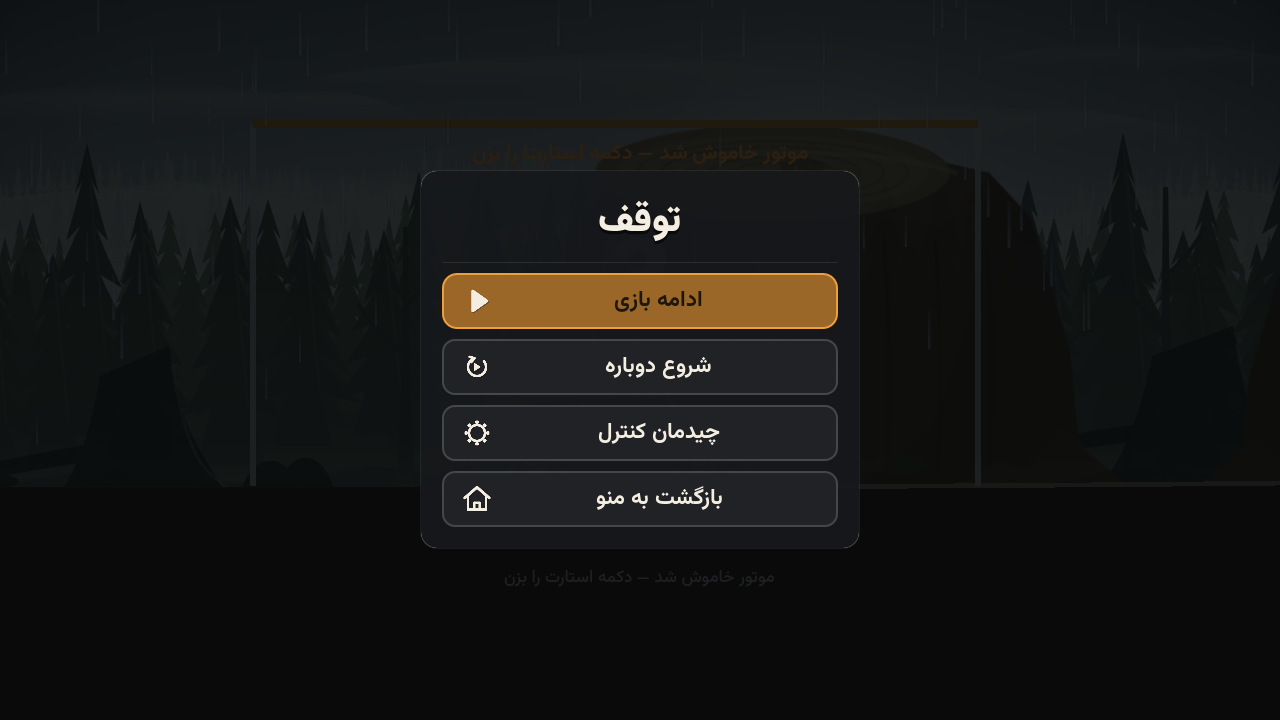 موتور خاموش شد — دکمه استارت را بزن
توقف
ادامه بازی
شروع دوباره
چیدمان کنترل
بازگشت به منو
موتور خاموش شد — دکمه استارت را بزن